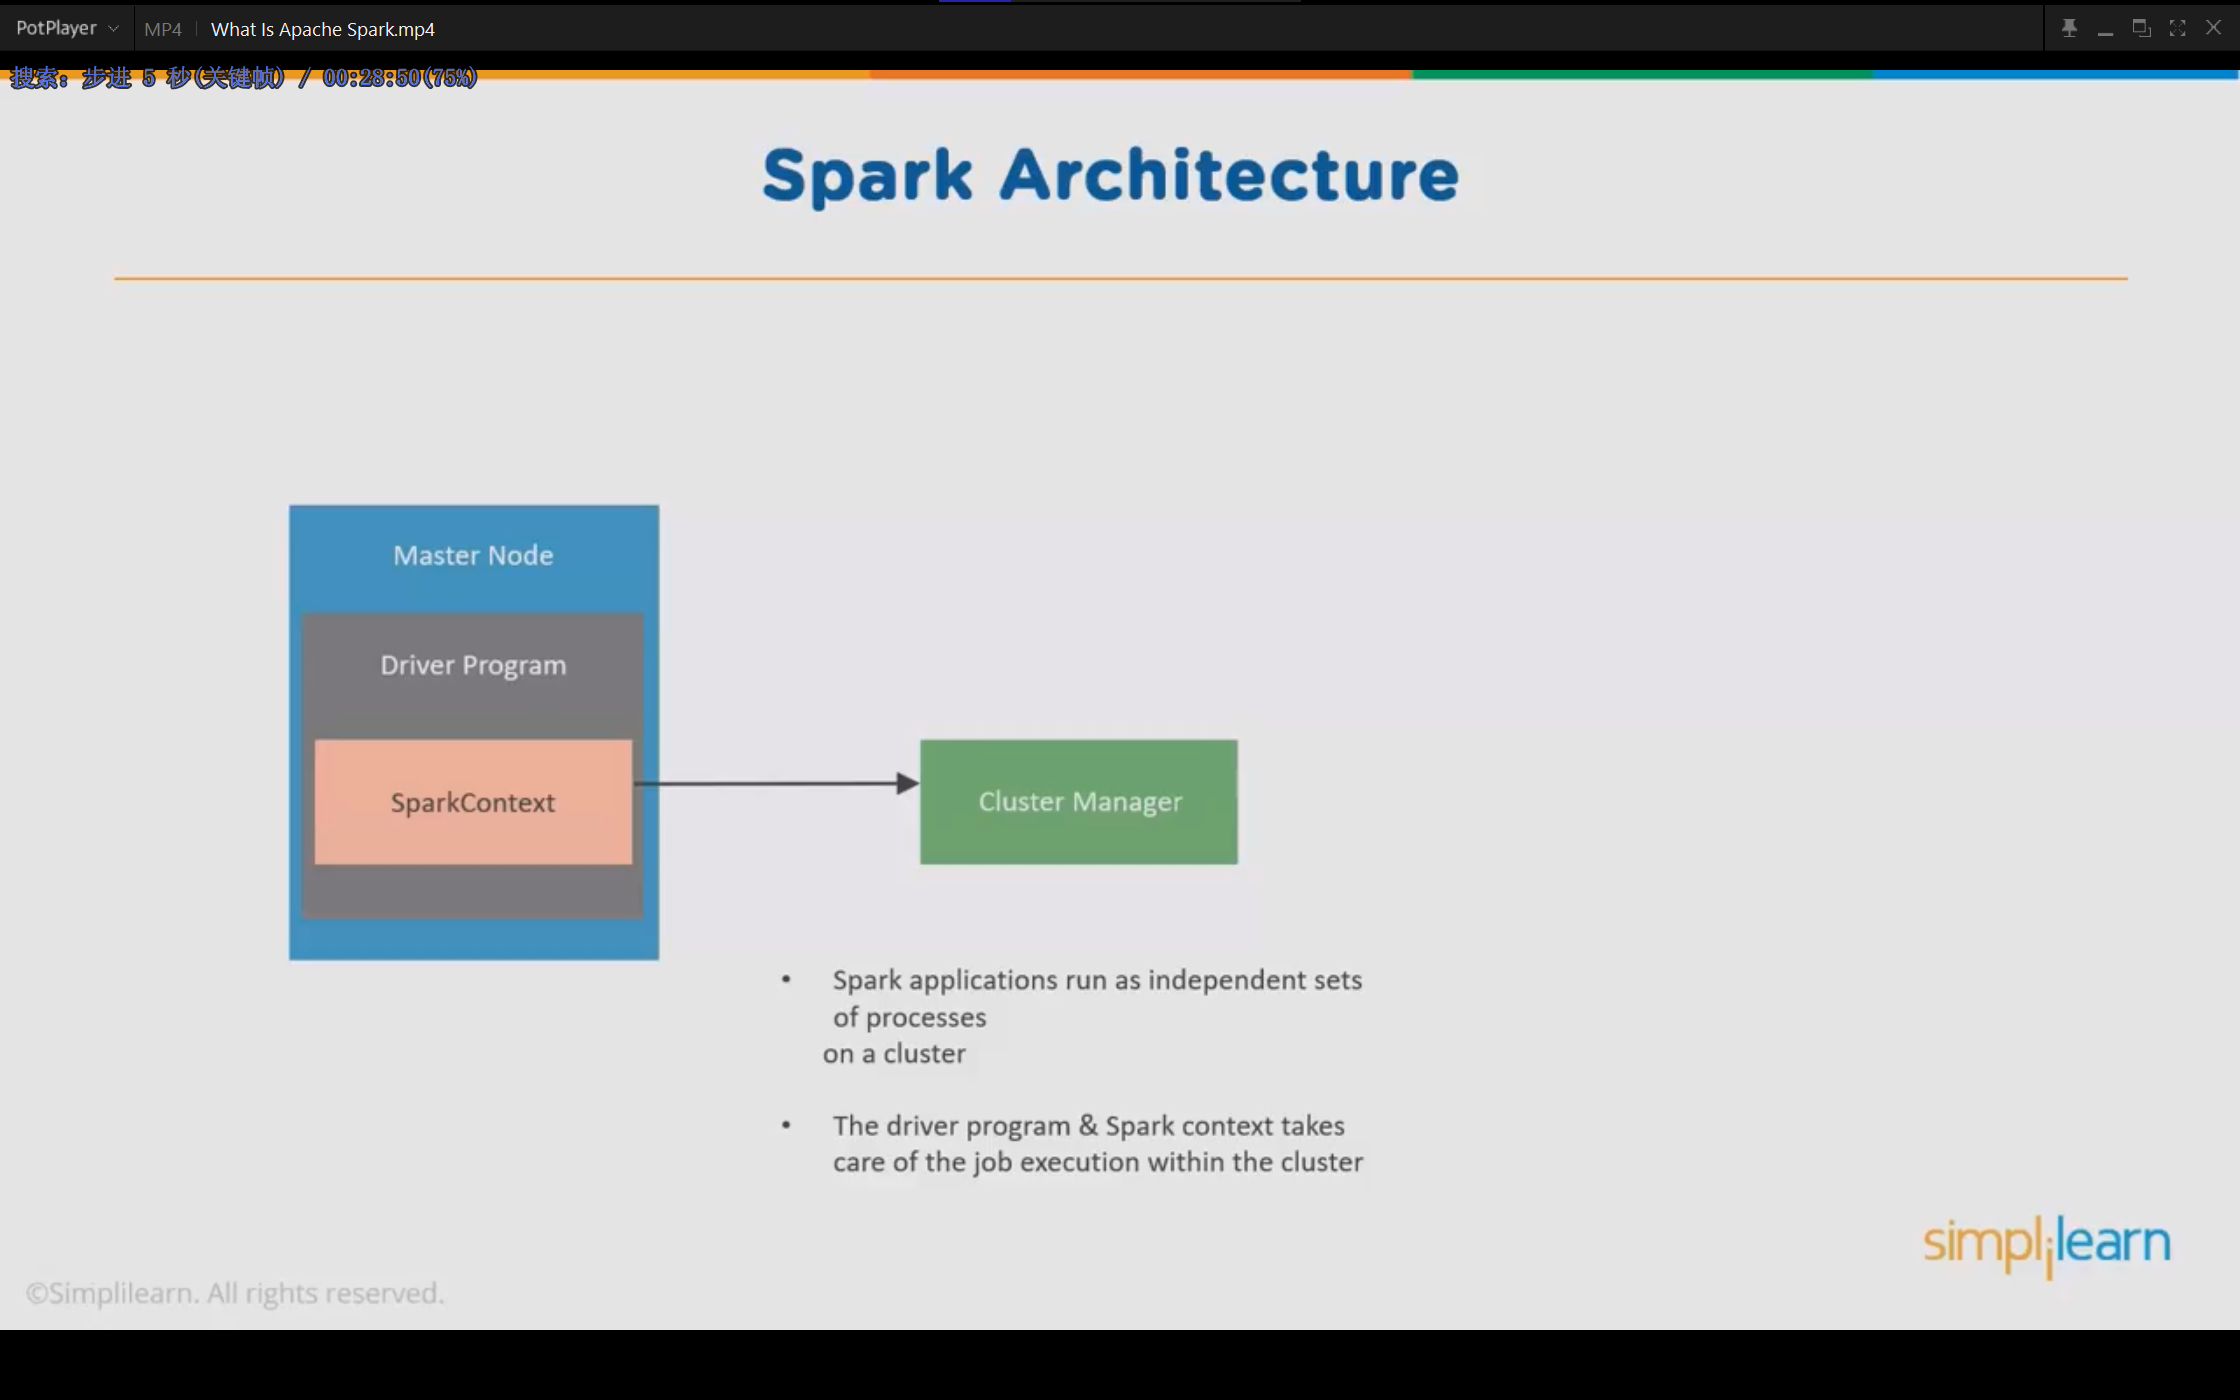 PotPlayer MP4 What Is Apache Spark.mp4
搜索: 步进 5 秒(关键帧) / 00:28:50(75%)
Spark Architecture
Master Node
Driver Program
SparkContext
Cluster Manager
• Spark applications run as independent sets
of processes
on a cluster
• The driver program & Spark context takes
care of the job execution within the cluster
simplilearn
©Simplilearn. All rights reserved.